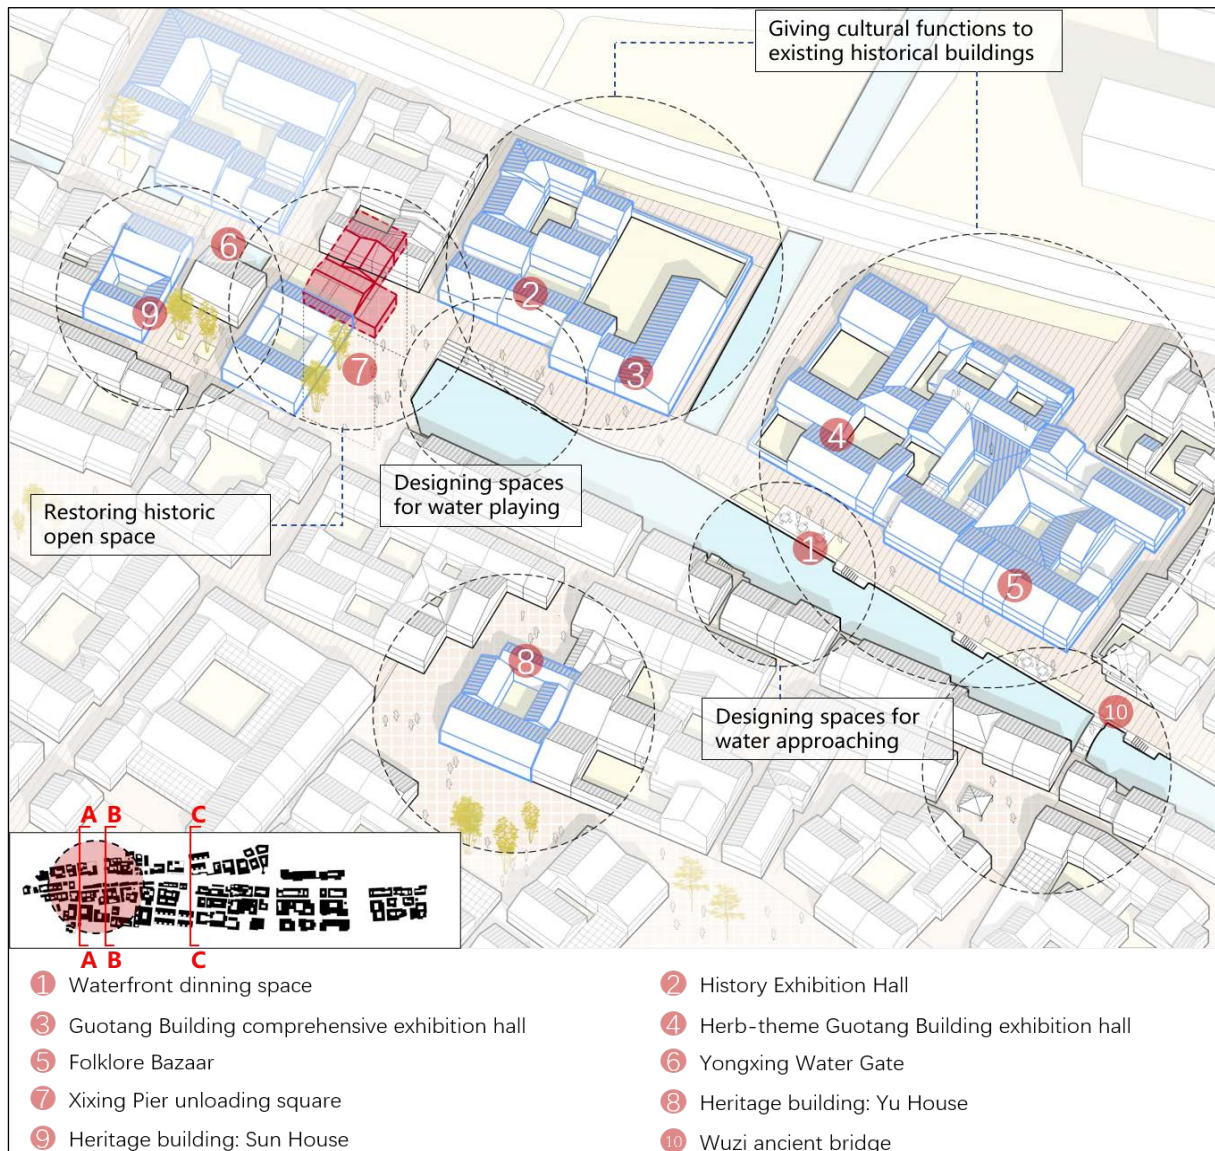 Giving cultural functions to
existing historical buildings
6
9
7
2
3
4
Restoring historic
open space
Designing spaces
for water playing
1
5
8
10
Designing spaces for
water approaching
A B C
A B C
1 Waterfront dinning space
2 History Exhibition Hall
3 Guotang Building comprehensive exhibition hall
4 Herb-theme Guotang Building exhibition hall
5 Folklore Bazaar
6 Yongxing Water Gate
7 Xixing Pier unloading square
8 Heritage building: Yu House
9 Heritage building: Sun House
10 Wuzi ancient bridge